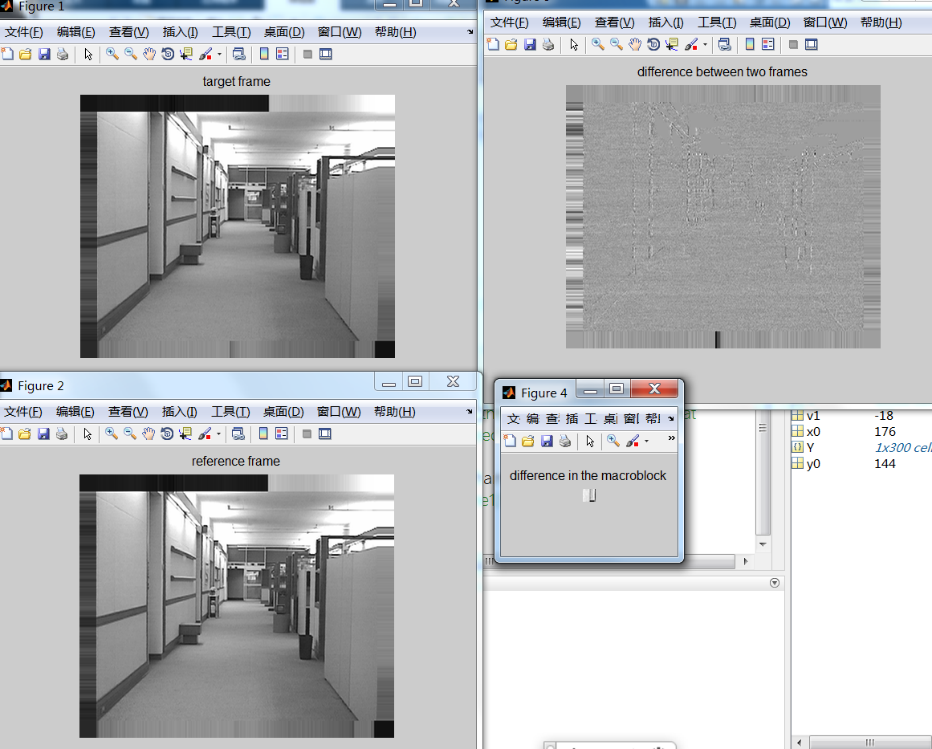 Figure 1
文件(F) 编辑(E) 查看(V) 插入(I) 工具(T) 桌面(D) 窗口(W) 帮助(H)
target frame
文件(F) 编辑(E) 查看(V) 插入(I) 工具(T) 桌面(D) 窗口(W) 帮助(H)
difference between two frames
Figure 2
文件(F) 编辑(E) 查看(V) 插入(I) 工具(T) 桌面(D) 窗口(W) 帮助(H)
reference frame
Figure 4
文 编 查 插 工 桌 窗 帮
difference in the macroblock
v1 -18
x0 176
Y 1x300 cell
y0 144